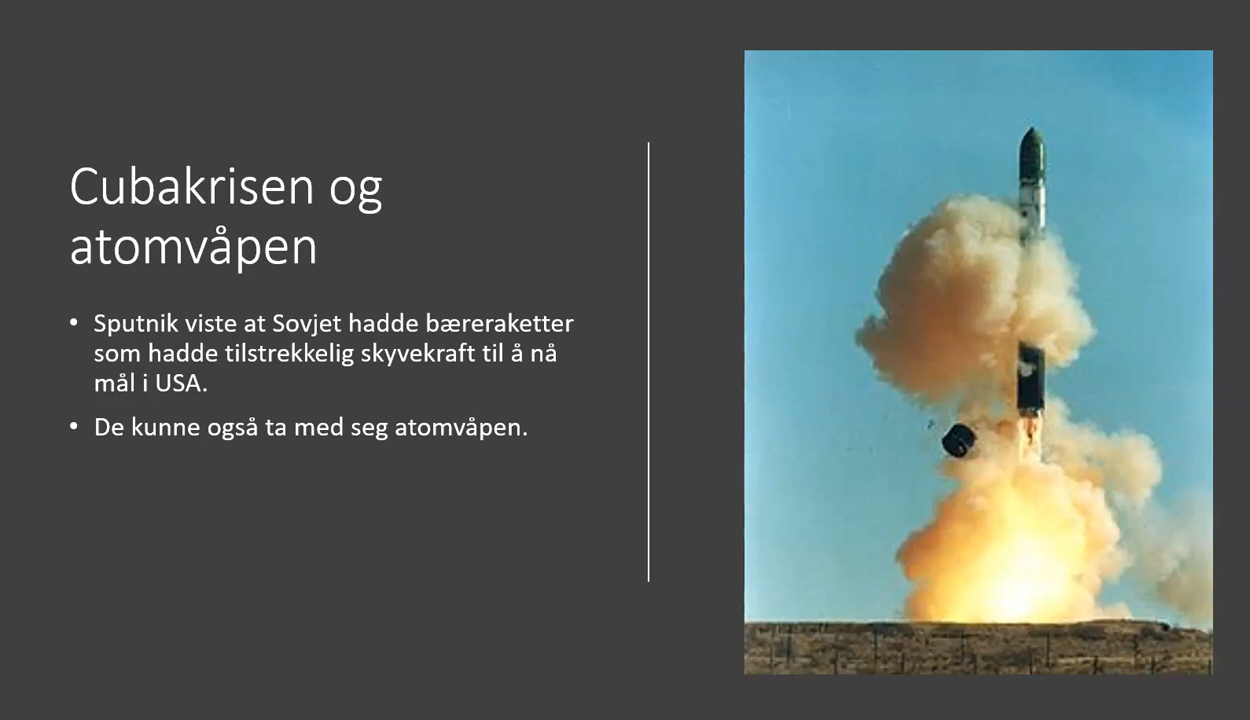 Cubakrisen og
atomvåpen
• Sputnik viste at Sovjet hadde bæreraketter
som hadde tilstrekkelig skyvekraft til å nå
mål i USA.
• De kunne også ta med seg atomvåpen.